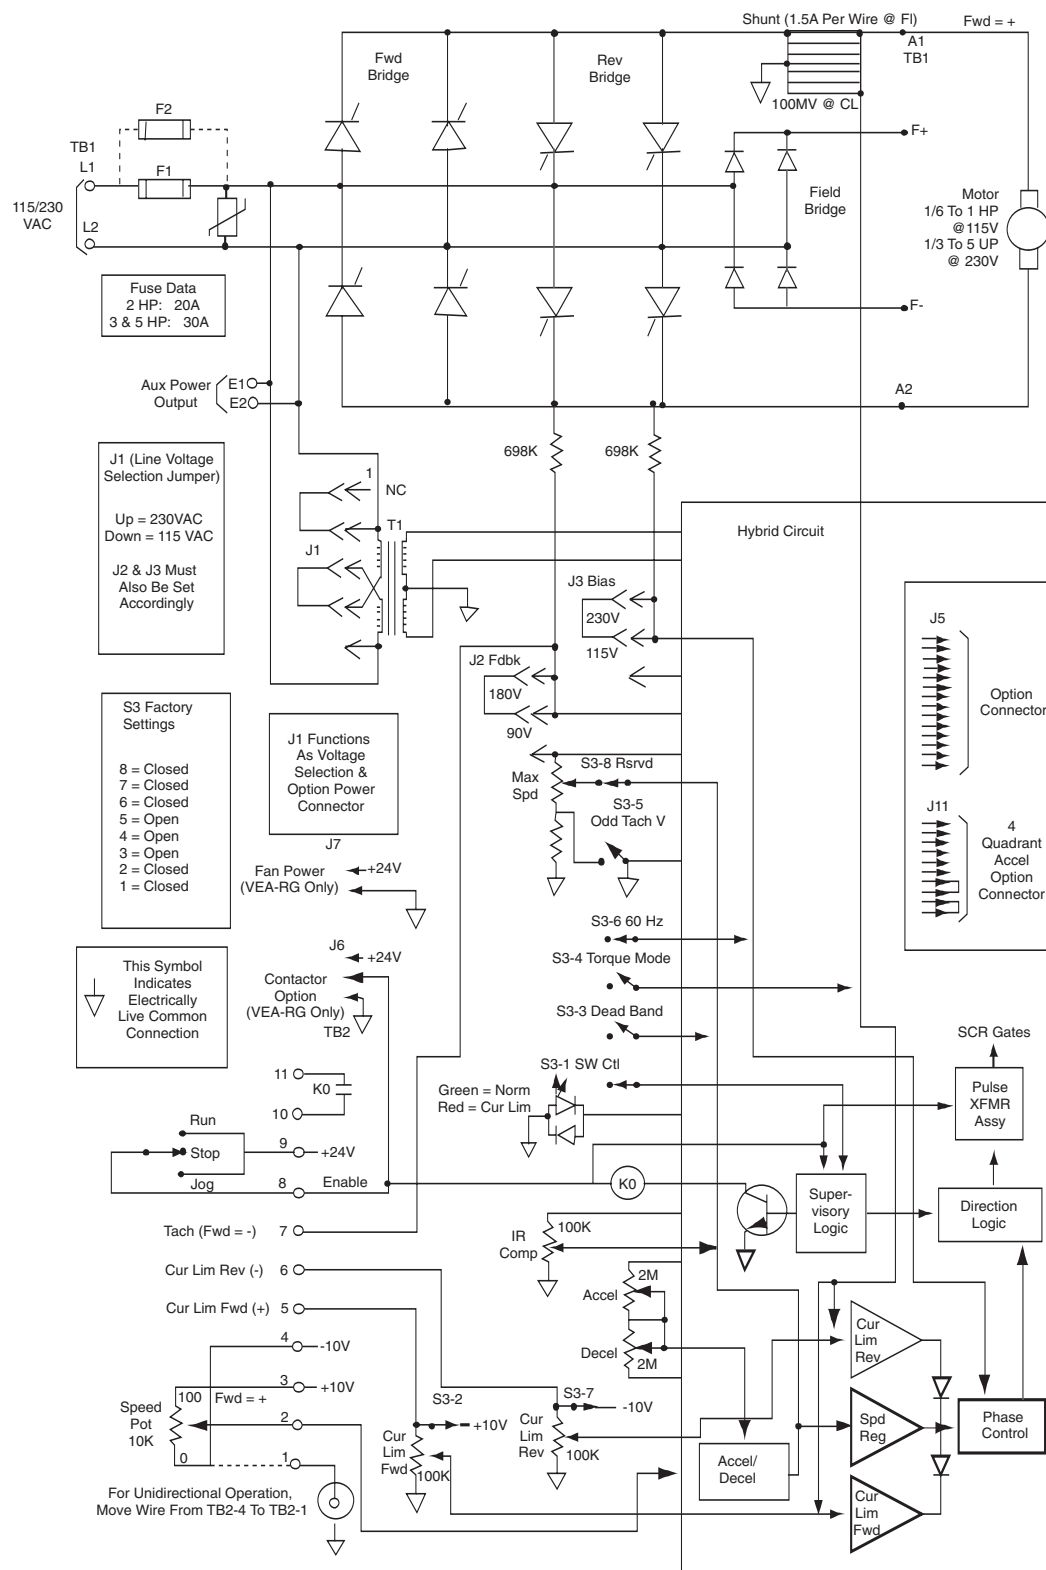 Shunt (1.5A Per Wire @ Fl)
Fwd = +
A1
TB1
100MV @ CL
Fwd
Bridge
Rev
Bridge
F2
TB1
L1
F1
115/230
VAC
L2
F+
Field
Bridge
F-
Motor
1/6 To 1 HP
@115V
1/3 To 5 UP
@ 230V
Fuse Data
2 HP: 20A
3 & 5 HP: 30A
Aux Power
Output
E1
E2
A2
698K
698K
J1 (Line Voltage
Selection Jumper)
Up = 230VAC
Down = 115 VAC
J2 & J3 Must
Also Be Set
Accordingly
1
NC
T1
J1
Hybrid Circuit
J3 Bias
230V
115V
J2 Fdbk
180V
90V
J5
Option
Connector
S3 Factory
Settings
8 = Closed
7 = Closed
6 = Closed
5 = Open
4 = Open
3 = Open
2 = Closed
1 = Closed
J1 Functions
As Voltage
Selection &
Option Power
Connector
S3-8 Rsrvd
Max
Spd
S3-5
Odd Tach V
J11
4
Quadrant
Accel
Option
Connector
J7
Fan Power
(VEA-RG Only)
+24V
S3-6 60 Hz
S3-4 Torque Mode
S3-3 Dead Band
This Symbol
Indicates
Electrically
Live Common
Connection
J6
+24V
Contactor
Option
(VEA-RG Only)
TB2
S3-1 SW Ctl
Green = Norm
Red = Cur Lim
SCR Gates
Pulse
XFMR
Assy
11
K0
10
Run
Stop
Jog
9
+24V
8
Enable
K0
Super-
visory
Logic
Direction
Logic
Tach (Fwd = -)
7
IR
Comp
100K
Cur Lim Rev (-)
6
Cur Lim Fwd (+)
5
2M
Accel
Decel
2M
Cur
Lim
Rev
4
-10V
3
+10V
100
Fwd = +
Speed
Pot
10K
2
0
1
S3-2
+10V
Cur
Lim
Fwd
100K
S3-7
-10V
Cur
Lim
Rev
100K
Accel/
Decel
Spd
Reg
Phase
Control
Cur
Lim
Fwd
For Unidirectional Operation,
Move Wire From TB2-4 To TB2-1